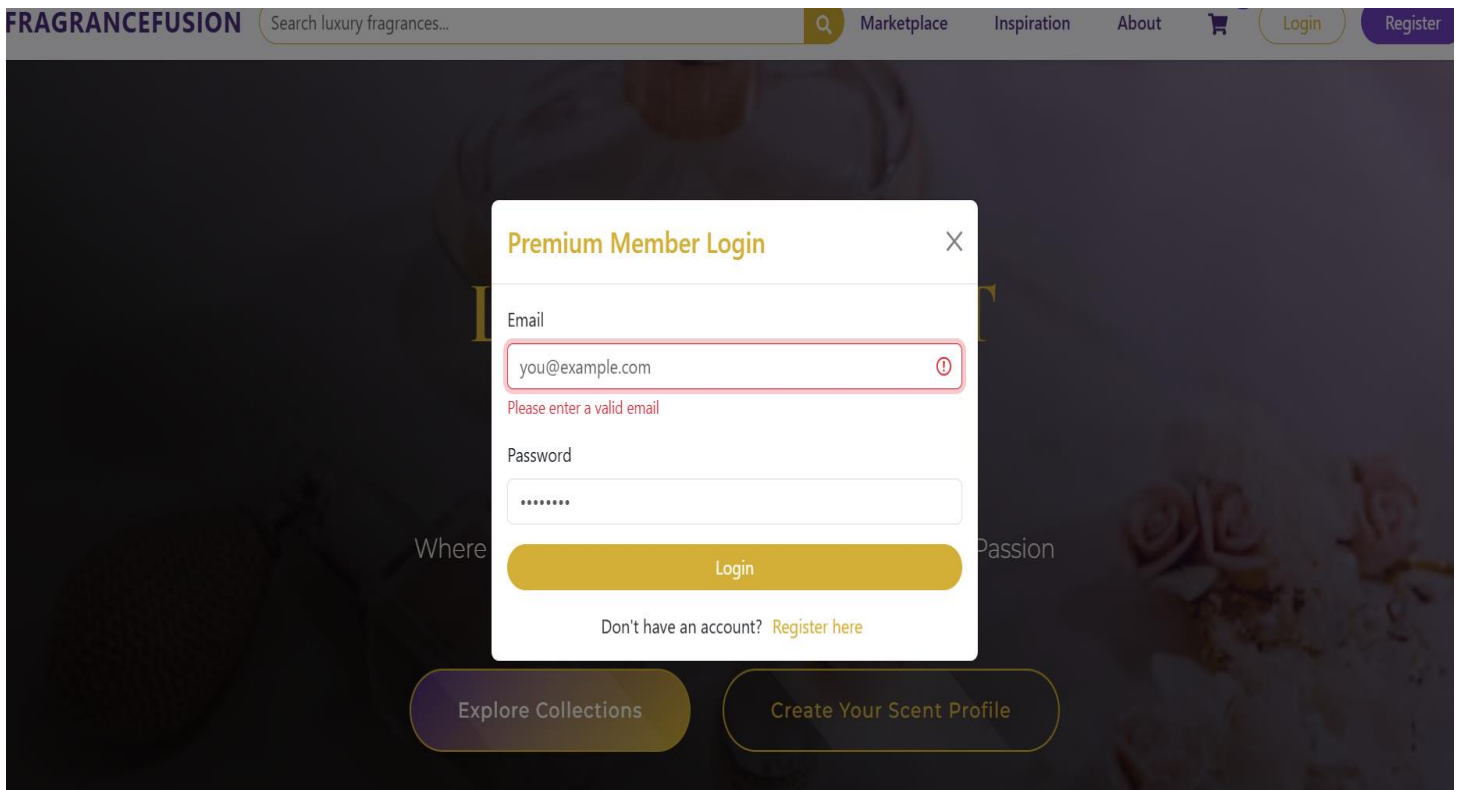 FRAGRANCEFUSION Search luxury fragrances... Marketplace Inspiration About Login Register
Premium Member Login X
Email
you@example.com
Please enter a valid email
Password
••••••••
Where Passion
Login
Don't have an account? Register here
Explore Collections Create Your Scent Profile